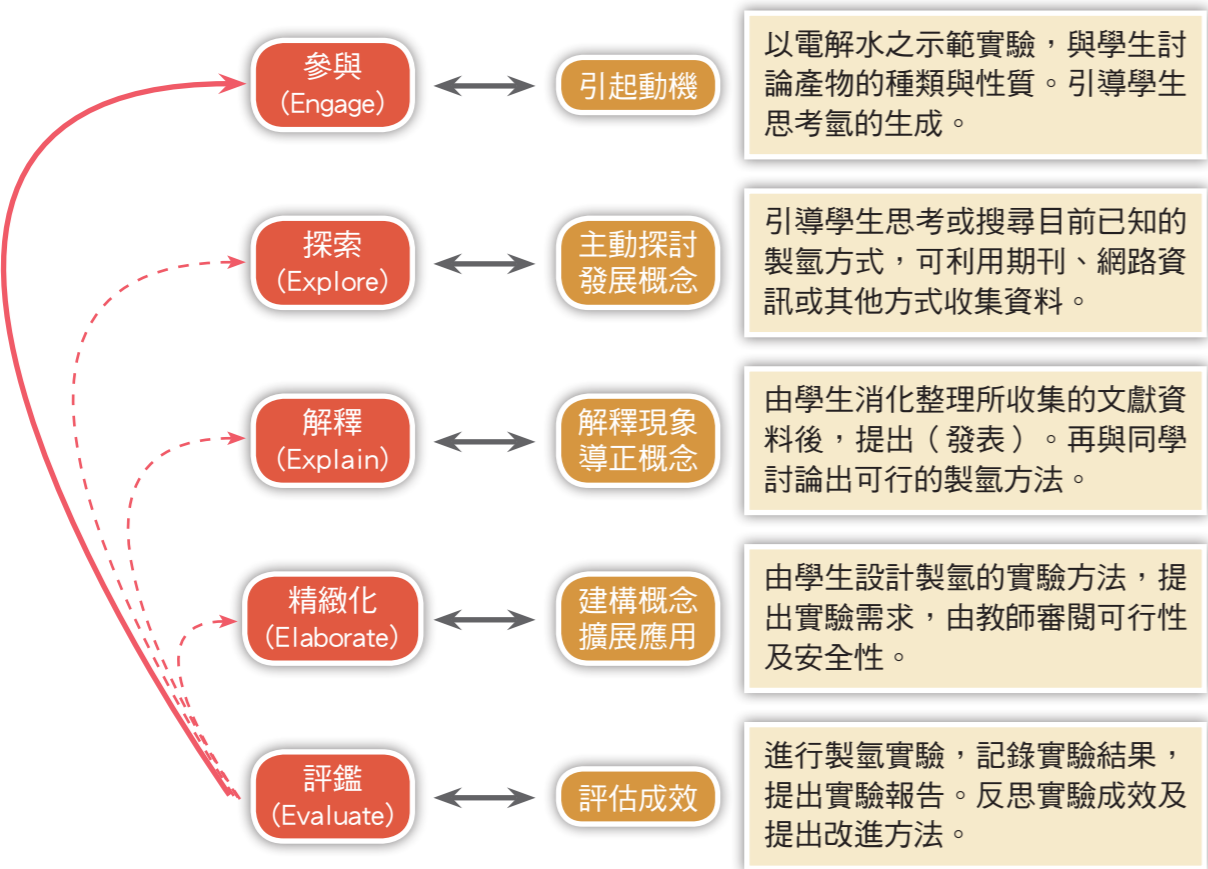 參與
(Engage)
引起動機
以電解水之示範實驗,與學生討
論產物的種類與性質。引導學生
思考氫的生成。
探索
(Explore)
主動探討
發展概念
引導學生思考或搜尋目前已知的
製氫方式,可利用期刊、網路資
訊或其他方式收集資料。
解釋
(Explain)
解釋現象
導正概念
由學生消化整理所收集的文獻資
料後,提出(發表)。再與同學
討論出可行的製氫方法。
精緻化
(Elaborate)
建構概念
擴展應用
由學生設計製氫的實驗方法,提
出實驗需求,由教師審閱可行性
及安全性。
評鑑
(Evaluate)
評估成效
進行製氫實驗,記錄實驗結果,
提出實驗報告。反思實驗成效及
提出改進方法。